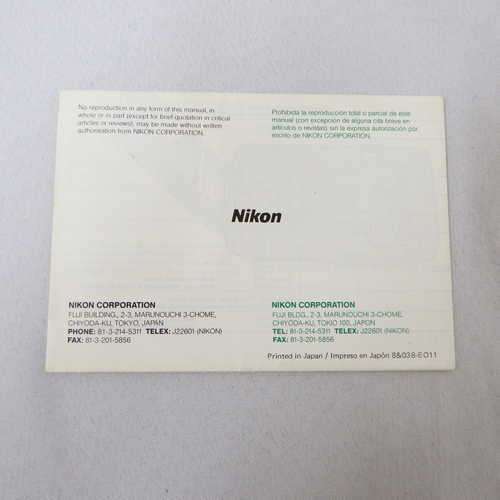 No reproduction in any form of this manual, in
whole or in part (except for brief quotation in critical
articles or reviews), may be made without written
authorisation from NIKON CORPORATION.
Prohibida la reproducción total o parcial de este
manual (con excepción de alguna cita breve en
artículos o revistas) sin la expresa autorización por
escrito de NIKON CORPORATION.
Nikon
NIKON CORPORATION
FUJI BUILDING., 2-3, MARUNOUCHI 3-CHOME,
CHIYODA-KU, TOKYO, JAPAN
PHONE: 81-3-214-5311 TELEX: J22601 (NIKON)
FAX: 81-3-201-5856
NIKON CORPORATION
FUJI BLDG., 2-3, MARUNOUCHI 3-CHOME,
CHIYODA-KU, TOKIO 100, JAPON
TEL: 81-3-214-5311 TELEX: J22601 (NIKON)
FAX: 81-3-201-5856
Printed in Japan / Impreso en Japón 8&038-E011